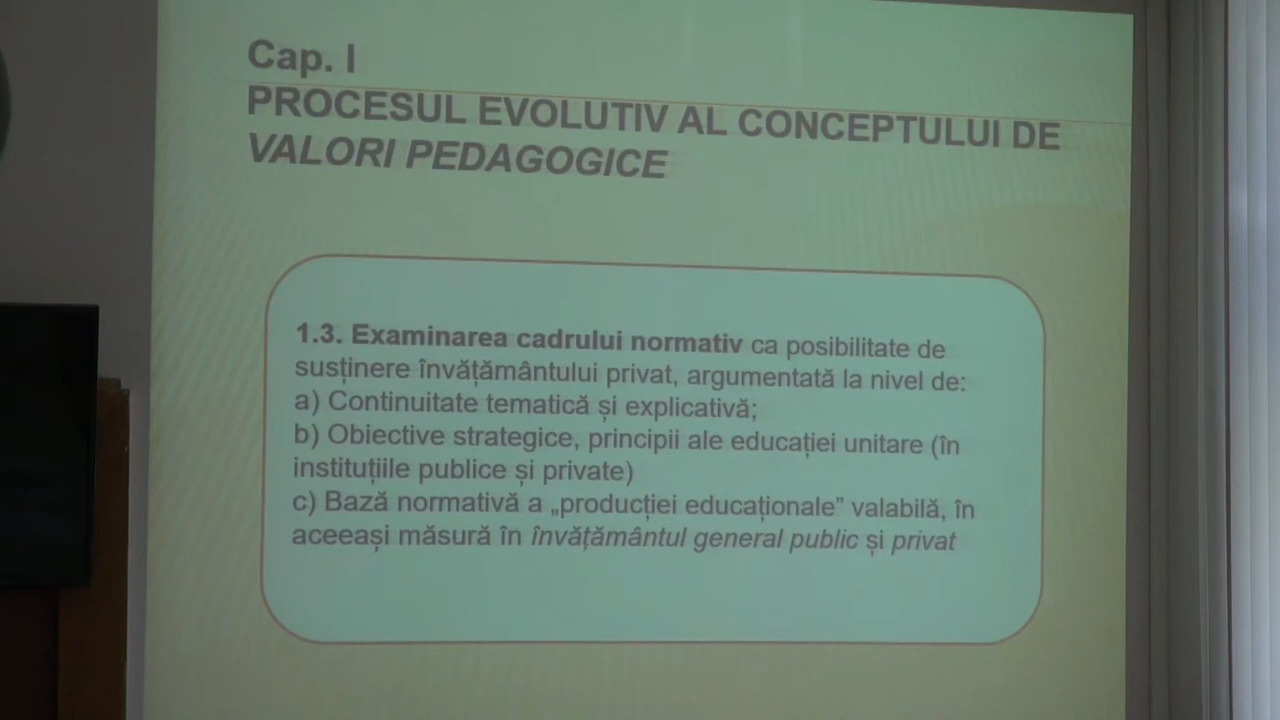 Cap. I
PROCESUL EVOLUTIV AL CONCEPTULUI DE
VALORI PEDAGOGICE
1.3. Examinarea cadrului normativ ca posibilitate de
susținere învățământului privat, argumentată la nivel de:
a) Continuitate tematică și explicativă;
b) Obiective strategice, principii ale educației unitare (în
instituțiile publice și private)
c) Bază normativă a „producției educaționale” valabilă, în
aceeași măsură în învățământul general public și privat